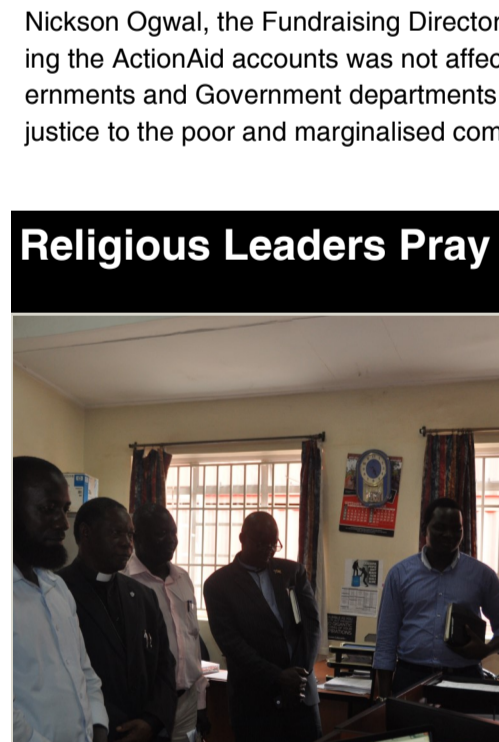 Nickson Ogwal, the Fundraising Director
ing the ActionAid accounts was not affec
ernments and Government departments
justice to the poor and marginalised com
Religious Leaders Pray